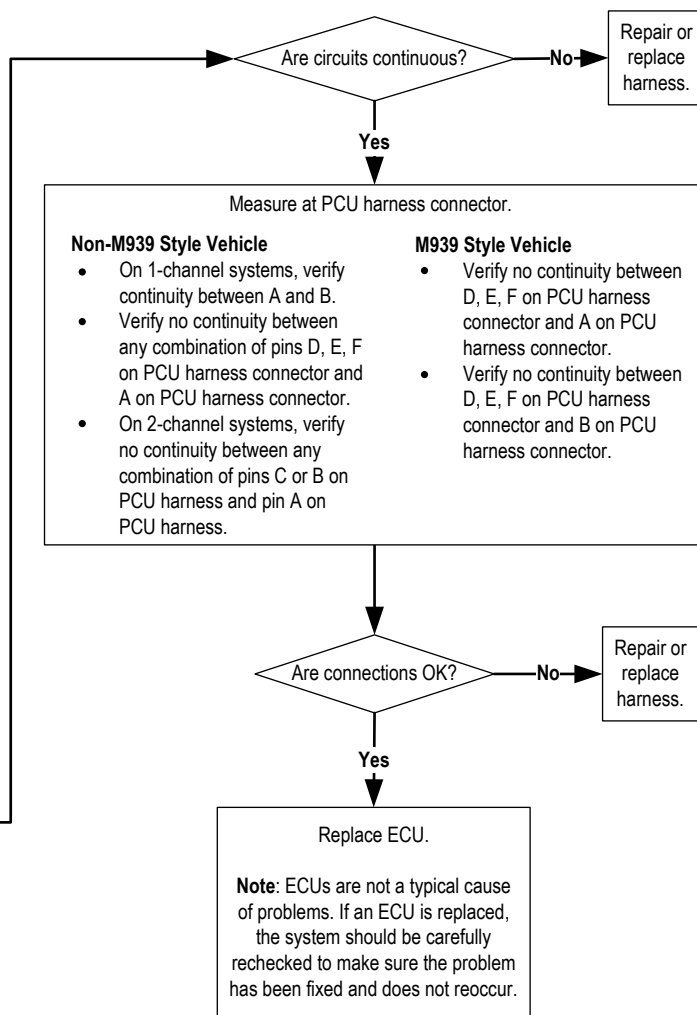 Are circuits continuous?
No
Repair or
replace
harness.
Yes
Measure at PCU harness connector.
Non-M939 Style Vehicle
• On 1-channel systems, verify
continuity between A and B.
• Verify no continuity between
any combination of pins D, E, F
on PCU harness connector and
A on PCU harness connector.
• On 2-channel systems, verify
no continuity between any
combination of pins C or B on
PCU harness and pin A on
PCU harness.
M939 Style Vehicle
• Verify no continuity between
D, E, F on PCU harness
connector and A on PCU
harness connector.
• Verify no continuity between
D, E, F on PCU harness
connector and B on PCU
harness connector.
Are connections OK?
No
Repair or
replace
harness.
Yes
Replace ECU.
Note: ECUs are not a typical cause
of problems. If an ECU is replaced,
the system should be carefully
rechecked to make sure the problem
has been fixed and does not reoccur.